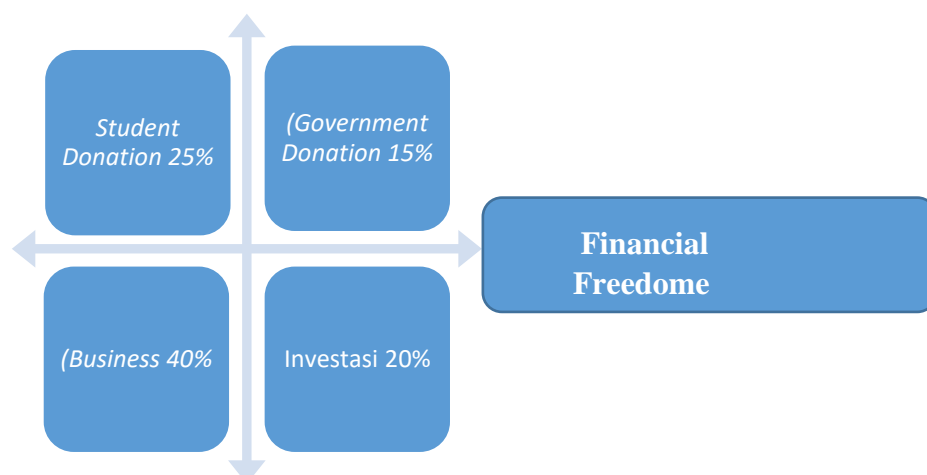 Student
Donation 25%
(Government
Donation 15%
Financial
Freedome
(Business 40%
Investasi 20%